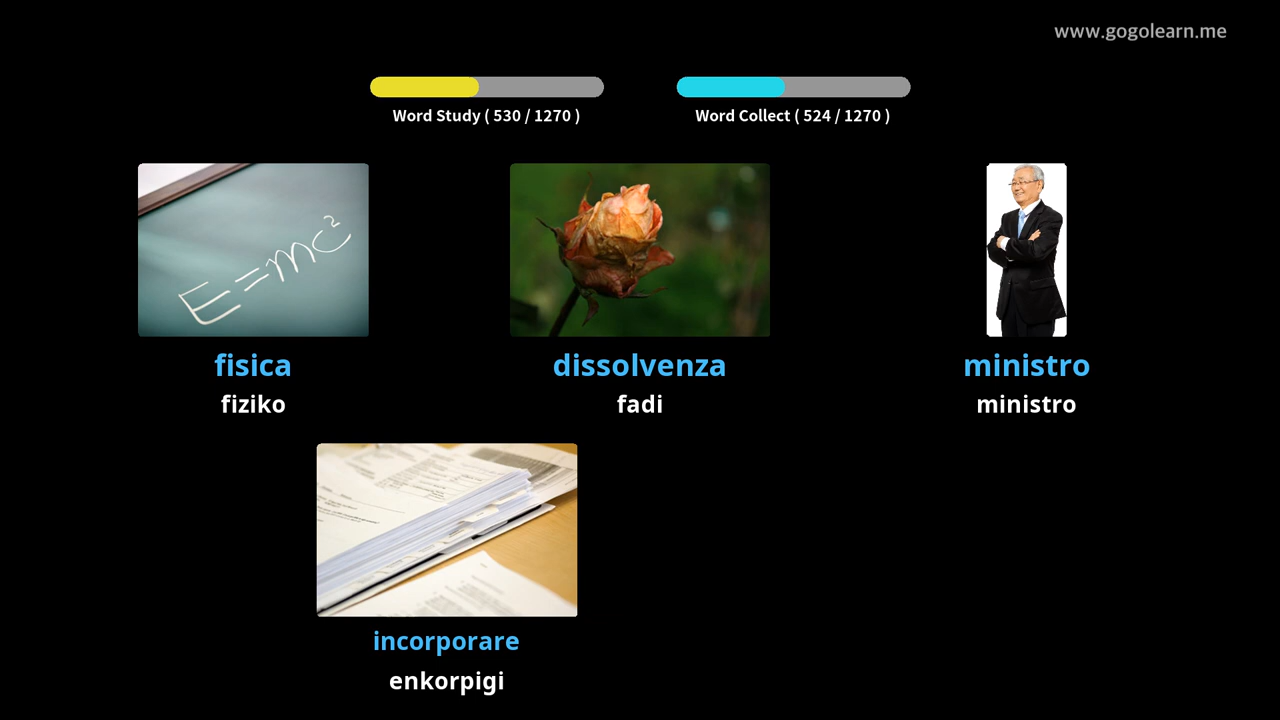 www.gogolearn.me
Word Study ( 530 / 1270 )
Word Collect ( 524 / 1270 )
E=mc²
fisica
fiziko
dissolvenza
fadi
ministro
ministro
incorporare
enkorpigi